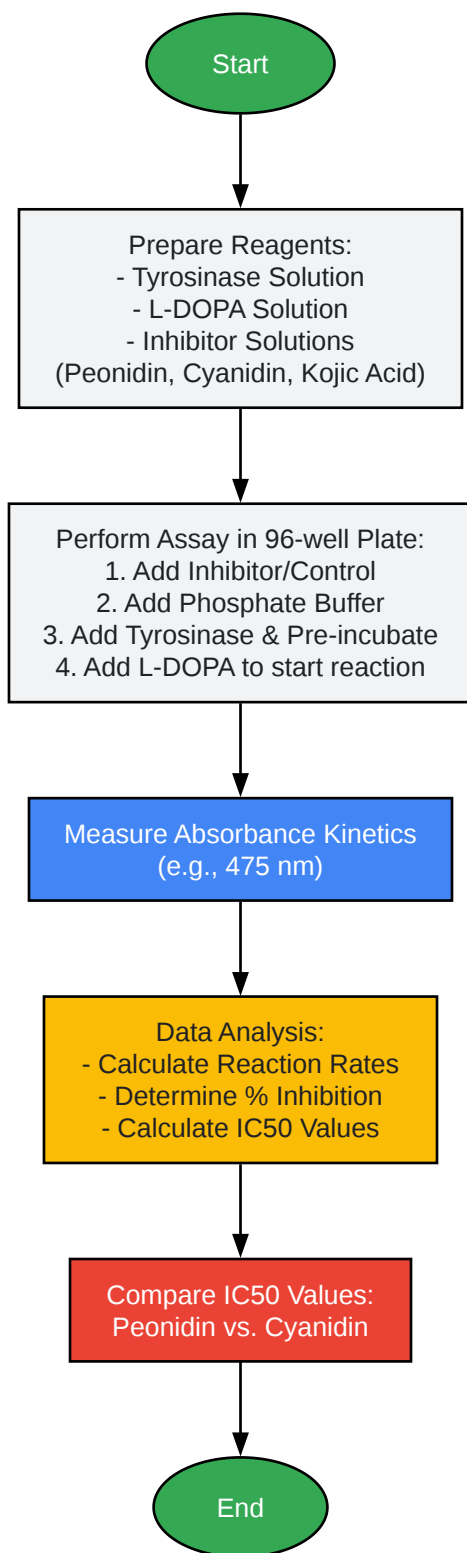 Start
Prepare Reagents:
- Tyrosinase Solution
- L-DOPA Solution
- Inhibitor Solutions
(Peonidin, Cyanidin, Kojic Acid)
Perform Assay in 96-well Plate:
1. Add Inhibitor/Control
2. Add Phosphate Buffer
3. Add Tyrosinase & Pre-incubate
4. Add L-DOPA to start reaction
Measure Absorbance Kinetics
(e.g., 475 nm)
Data Analysis:
- Calculate Reaction Rates
- Determine % Inhibition
- Calculate IC50 Values
Compare IC50 Values:
Peonidin vs. Cyanidin
End